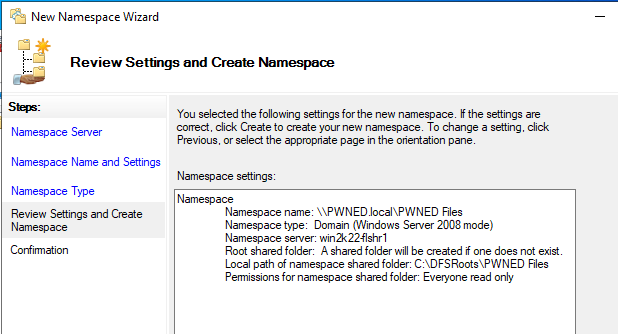 New Namespace Wizard
Review Settings and Create Namespace
Steps:
Namespace Server
Namespace Name and Settings
Namespace Type
Review Settings and Create
Namespace
Confirmation
You selected the following settings for the new namespace. If the settings are
correct, click Create to create your new namespace. To change a setting, click
Previous, or select the appropriate page in the orientation pane.
Namespace settings:
Namespace
Namespace name: \\PWNED.local\PWNED Files
Namespace type: Domain (Windows Server 2008 mode)
Namespace server: win2k22-flshr1
Root shared folder: A shared folder will be created if one does not exist.
Local path of namespace shared folder: C:\DFSRoots\PWNED Files
Permissions for namespace shared folder: Everyone read only